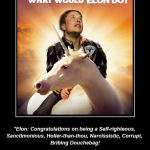 WHAT WOULD ELON DO?
"Elon: Congratulations on being a Self-righteous,
Sanctimonious, Holier-than-thou, Narcissistic, Corrupt,
Bribing Douchebag!